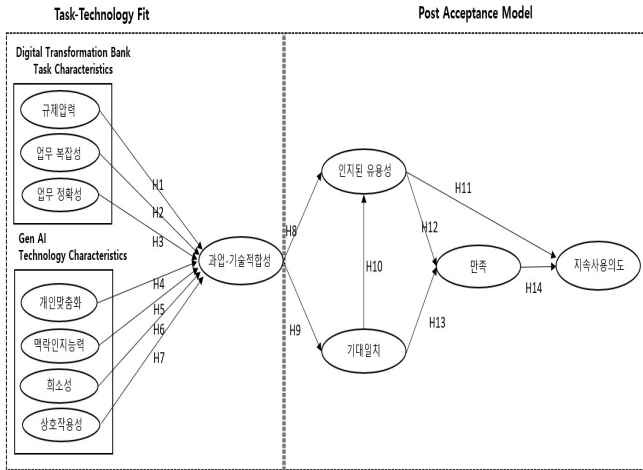 Task-Technology Fit
Post Acceptance Model
Digital Transformation Bank
Task Characteristics
규제압력
업무 복잡성
업무 정확성
H1
H2
H3
Gen AI
Technology Characteristics
개인맞춤화
맥락인지능력
희소성
상호작용성
H4
H5
H6
H7
과업-기술적합성
H8
H9
인지된 유용성
H10
기대일치
H11
H12
H13
만족
H14
지속사용의도